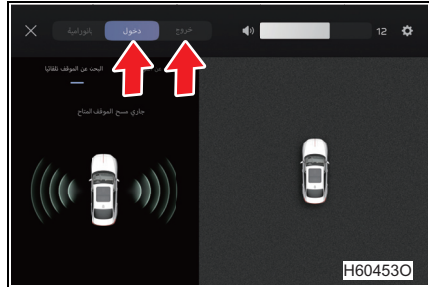 خروج دخول بانورامية
12
البحث عن الموقف تلقائيا
جاري مسح الموقف المتاح
H60453O